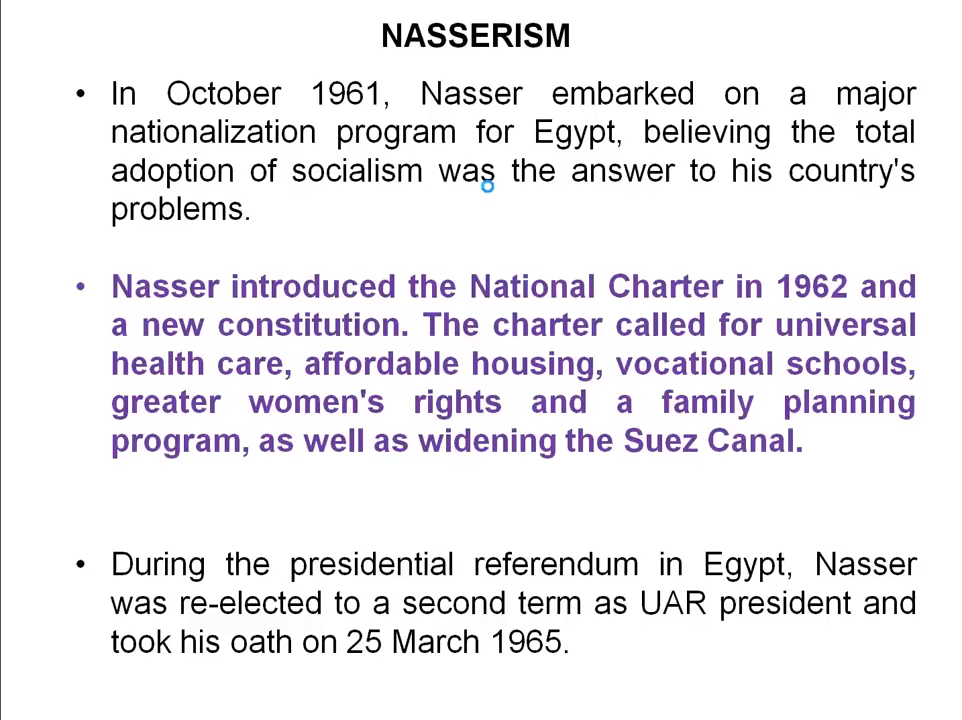 NASSERISM
• In October 1961, Nasser embarked on a major
nationalization program for Egypt, believing the total
adoption of socialism was the answer to his country's
problems.
• Nasser introduced the National Charter in 1962 and
a new constitution. The charter called for universal
health care, affordable housing, vocational schools,
greater women's rights and a family planning
program, as well as widening the Suez Canal.
• During the presidential referendum in Egypt, Nasser
was re-elected to a second term as UAR president and
took his oath on 25 March 1965.